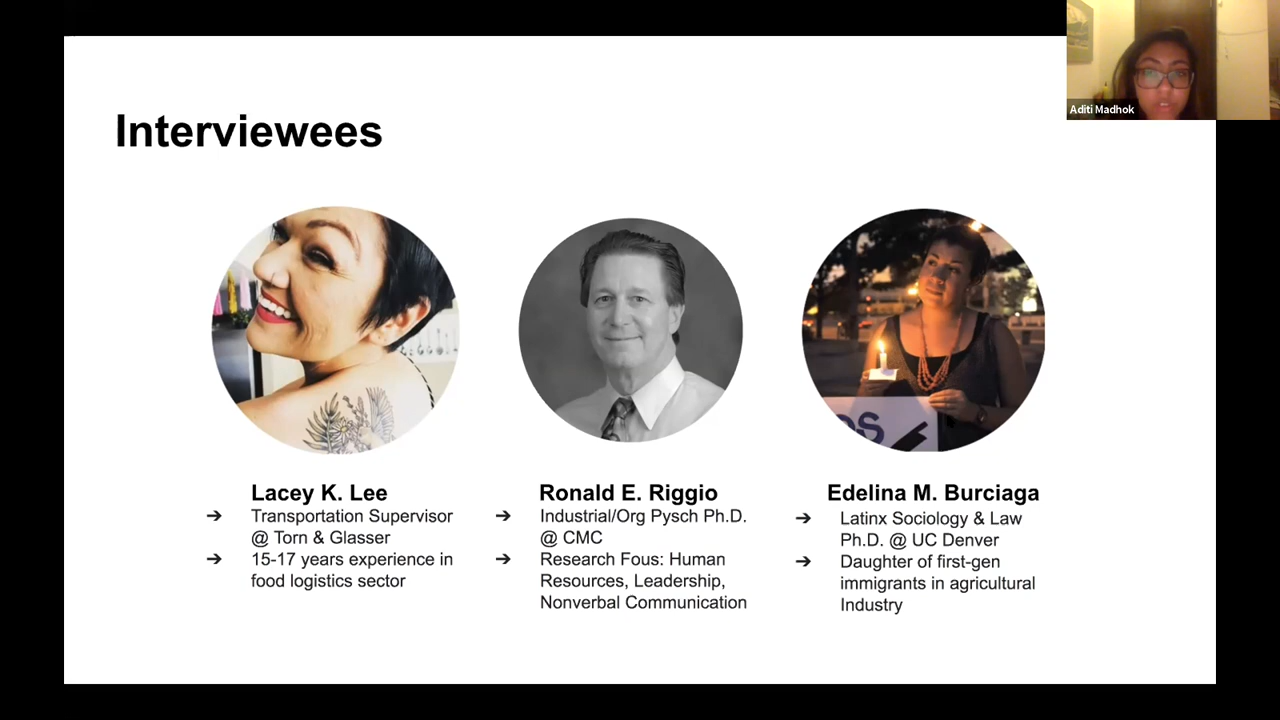 Aditi Madhok
Interviewees
OS
Lacey K. Lee
➔ Transportation Supervisor
@ Torn & Glasser
➔ 15-17 years experience in
food logistics sector
Ronald E. Riggio
➔ Industrial/Org Pysch Ph.D.
@ CMC
➔ Research Fous: Human
Resources, Leadership,
Nonverbal Communication
Edelina M. Burciaga
➔ Latinx Sociology & Law
Ph.D. @ UC Denver
➔ Daughter of first-gen
immigrants in agricultural
Industry